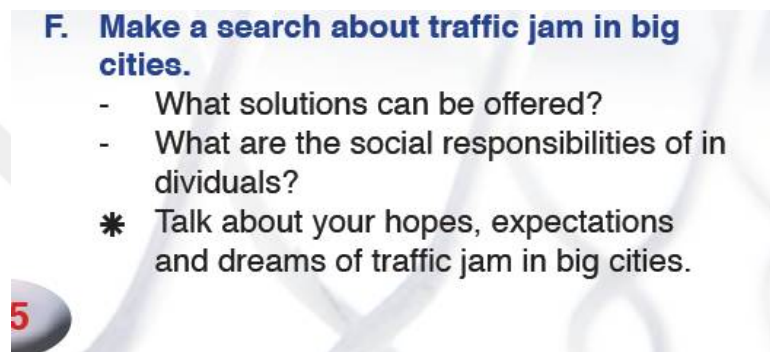 F. Make a search about traffic jam in big
cities.
- What solutions can be offered?
- What are the social responsibilities of in
dividuals?
* Talk about your hopes, expectations
and dreams of traffic jam in big cities.
5